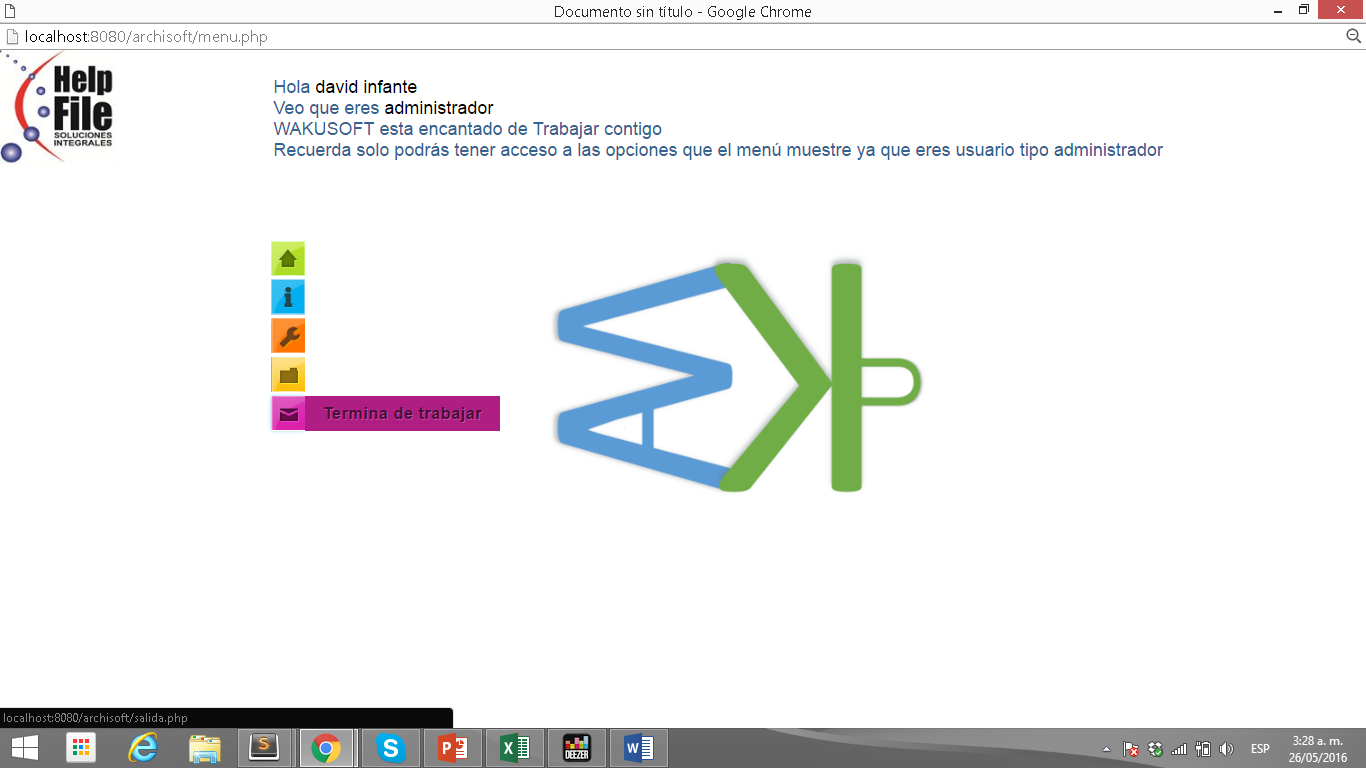 Documento sin título - Google Chrome
localhost:8080/archisoft/menu.php
Help
File
SOLUCIONES
INTEGRALES
Hola david infante
Veo que eres administrador
WAKUSOFT esta encantado de Trabajar contigo
Recuerda solo podrás tener acceso a las opciones que el menú muestre ya que eres usuario tipo administrador
Termina de trabajar
localhost:8080/archisoft/salida.php
DEEZER
ESP
3:28 a. m.
26/05/2016